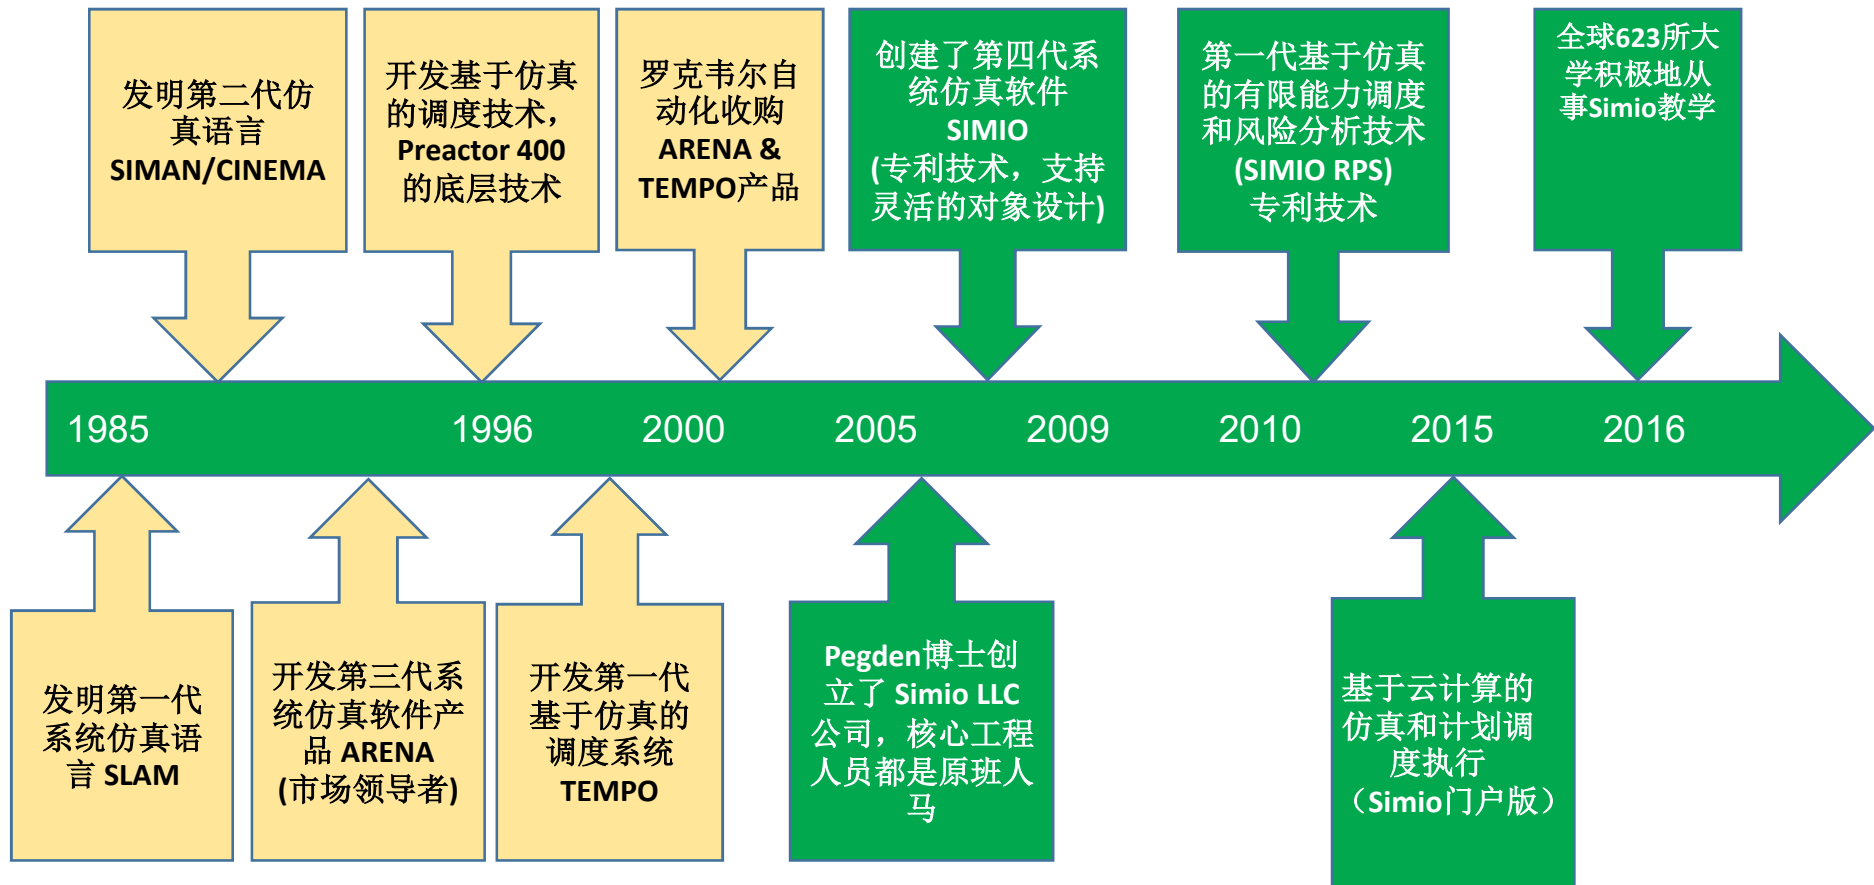 发明第二代仿
真语言
SIMAN/CINEMA
开发基于仿真
的调度技术，
Preactor 400
的底层技术
罗克韦尔自
动化收购
ARENA &
TEMPO产品
创建了第四代系
统仿真软件
SIMIO
(专利技术，支持
灵活的对象设计)
第一代基于仿真
的有限能力调度
和风险分析技术
(SIMIO RPS)
专利技术
全球623所大
学积极地从
事Simio教学
1985 1996 2000 2005 2009 2010 2015 2016
发明第一代
系统仿真语
言 SLAM
开发第三代系
统仿真软件产
品 ARENA
(市场领导者)
开发第一代
基于仿真的
调度系统
TEMPO
Pegden博士创
立了 Simio LLC
公司，核心工程
人员都是原班人
马
基于云计算的
仿真和计划调
度执行
（Simio门户版）